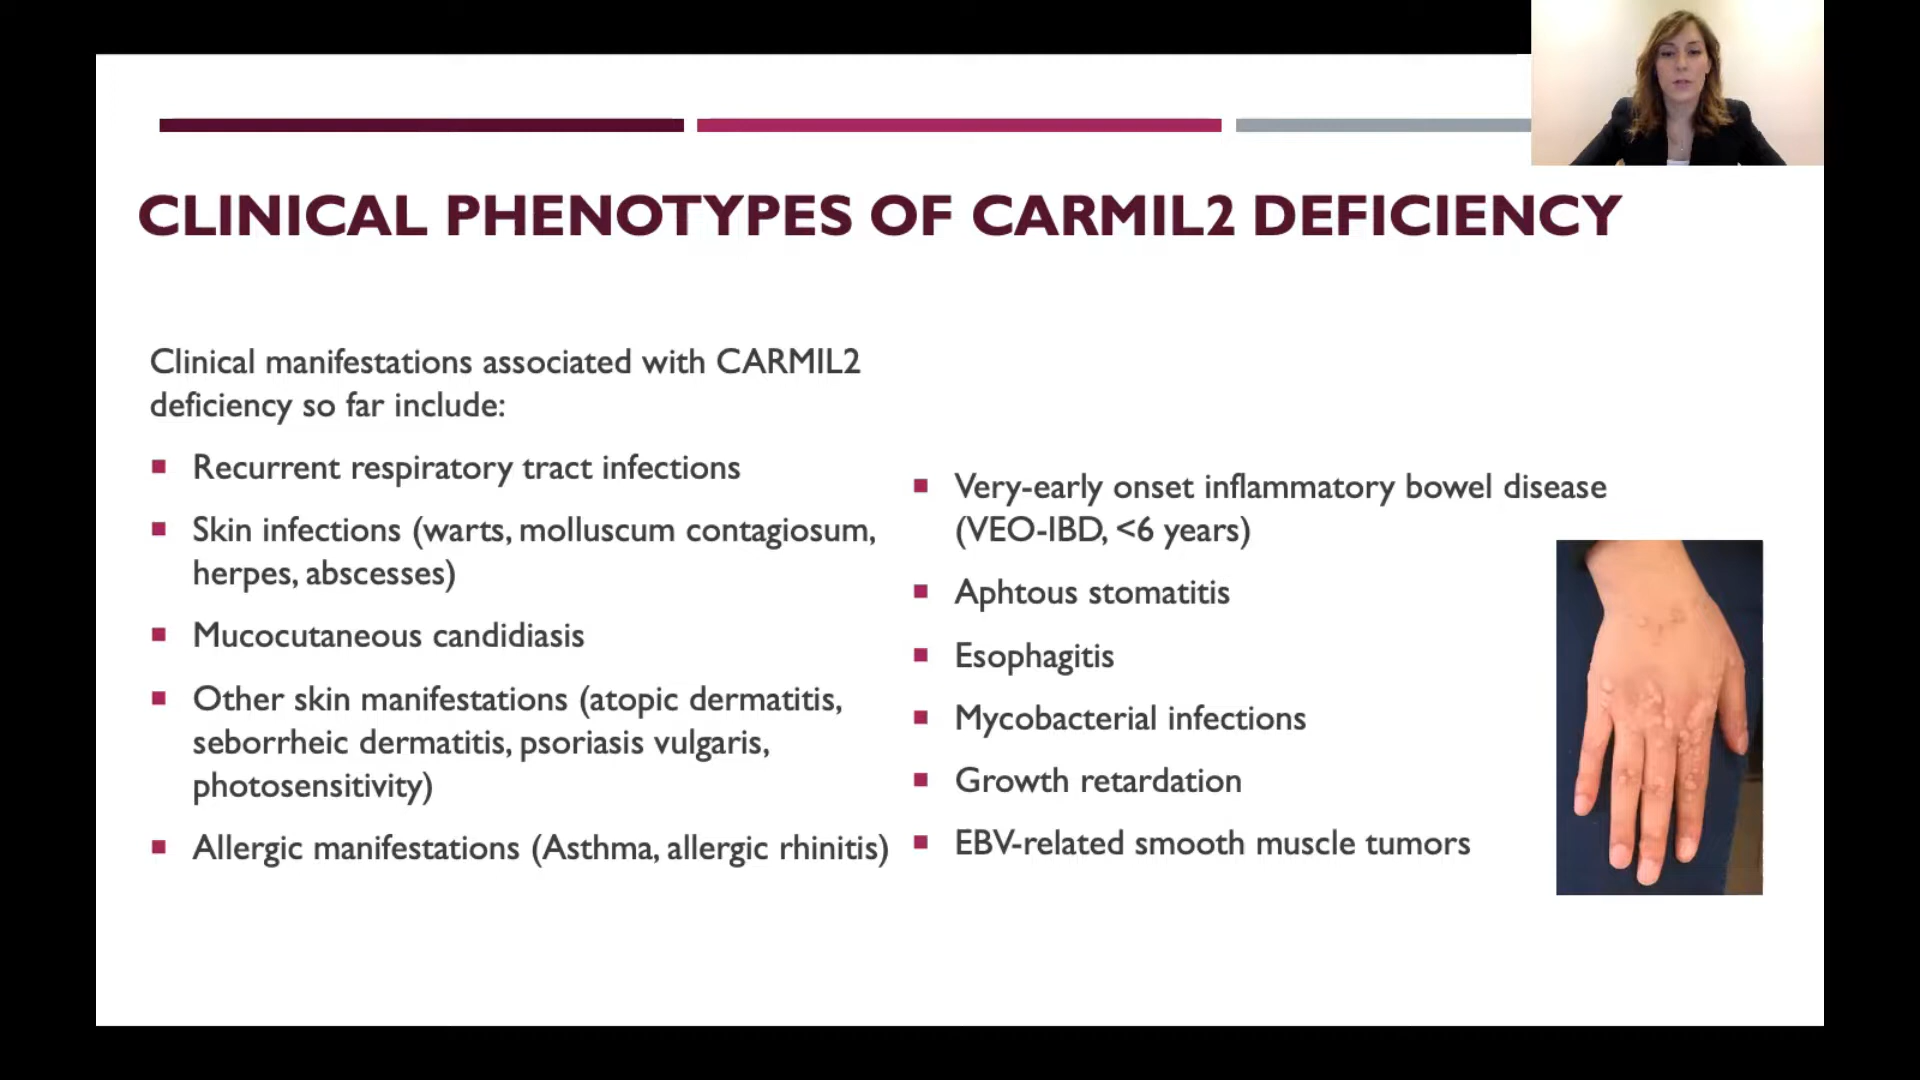 CLINICAL PHENOTYPES OF CARMIL2 DEFICIENCY
Clinical manifestations associated with CARMIL2
deficiency so far include:
Recurrent respiratory tract infections
Skin infections (warts, molluscum contagiosum,
herpes, abscesses)
Mucocutaneous candidiasis
Other skin manifestations (atopic dermatitis,
seborrheic dermatitis, psoriasis vulgaris,
photosensitivity)
Allergic manifestations (Asthma, allergic rhinitis)
Very-early onset inflammatory bowel disease
(VEO-IBD, <6 years)
Aphtous stomatitis
Esophagitis
Mycobacterial infections
Growth retardation
EBV-related smooth muscle tumors